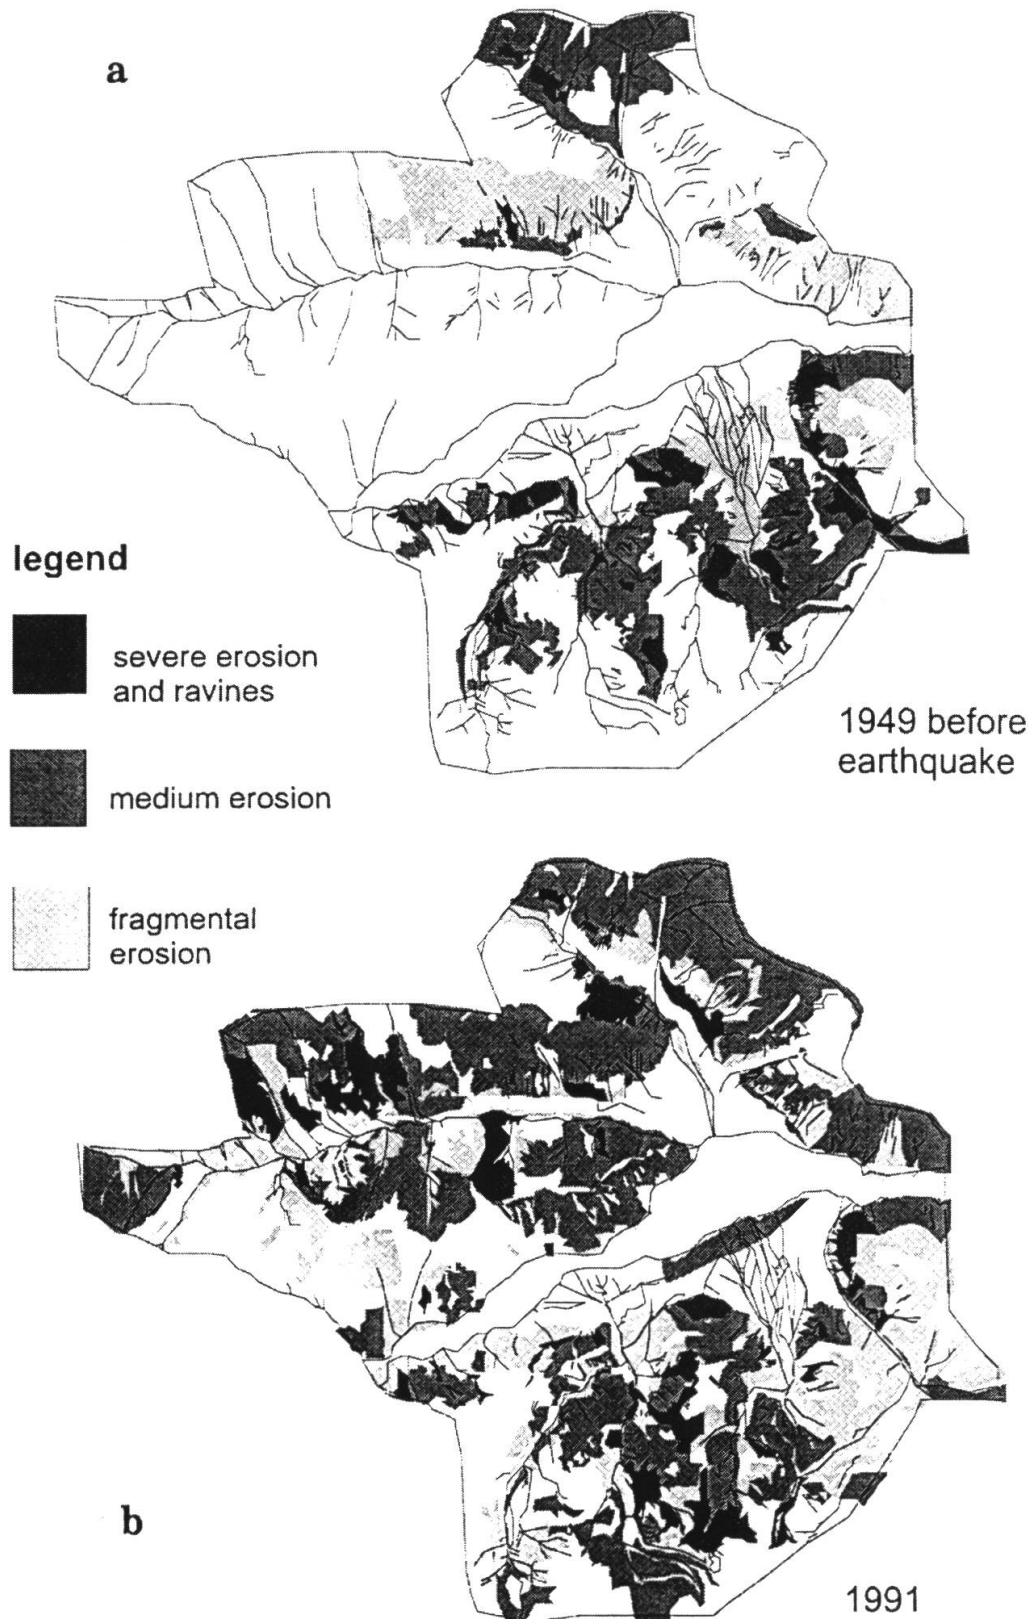 a
legend
severe erosion
and ravines
medium erosion
fragmental
erosion
1949 before
earthquake
b
1991